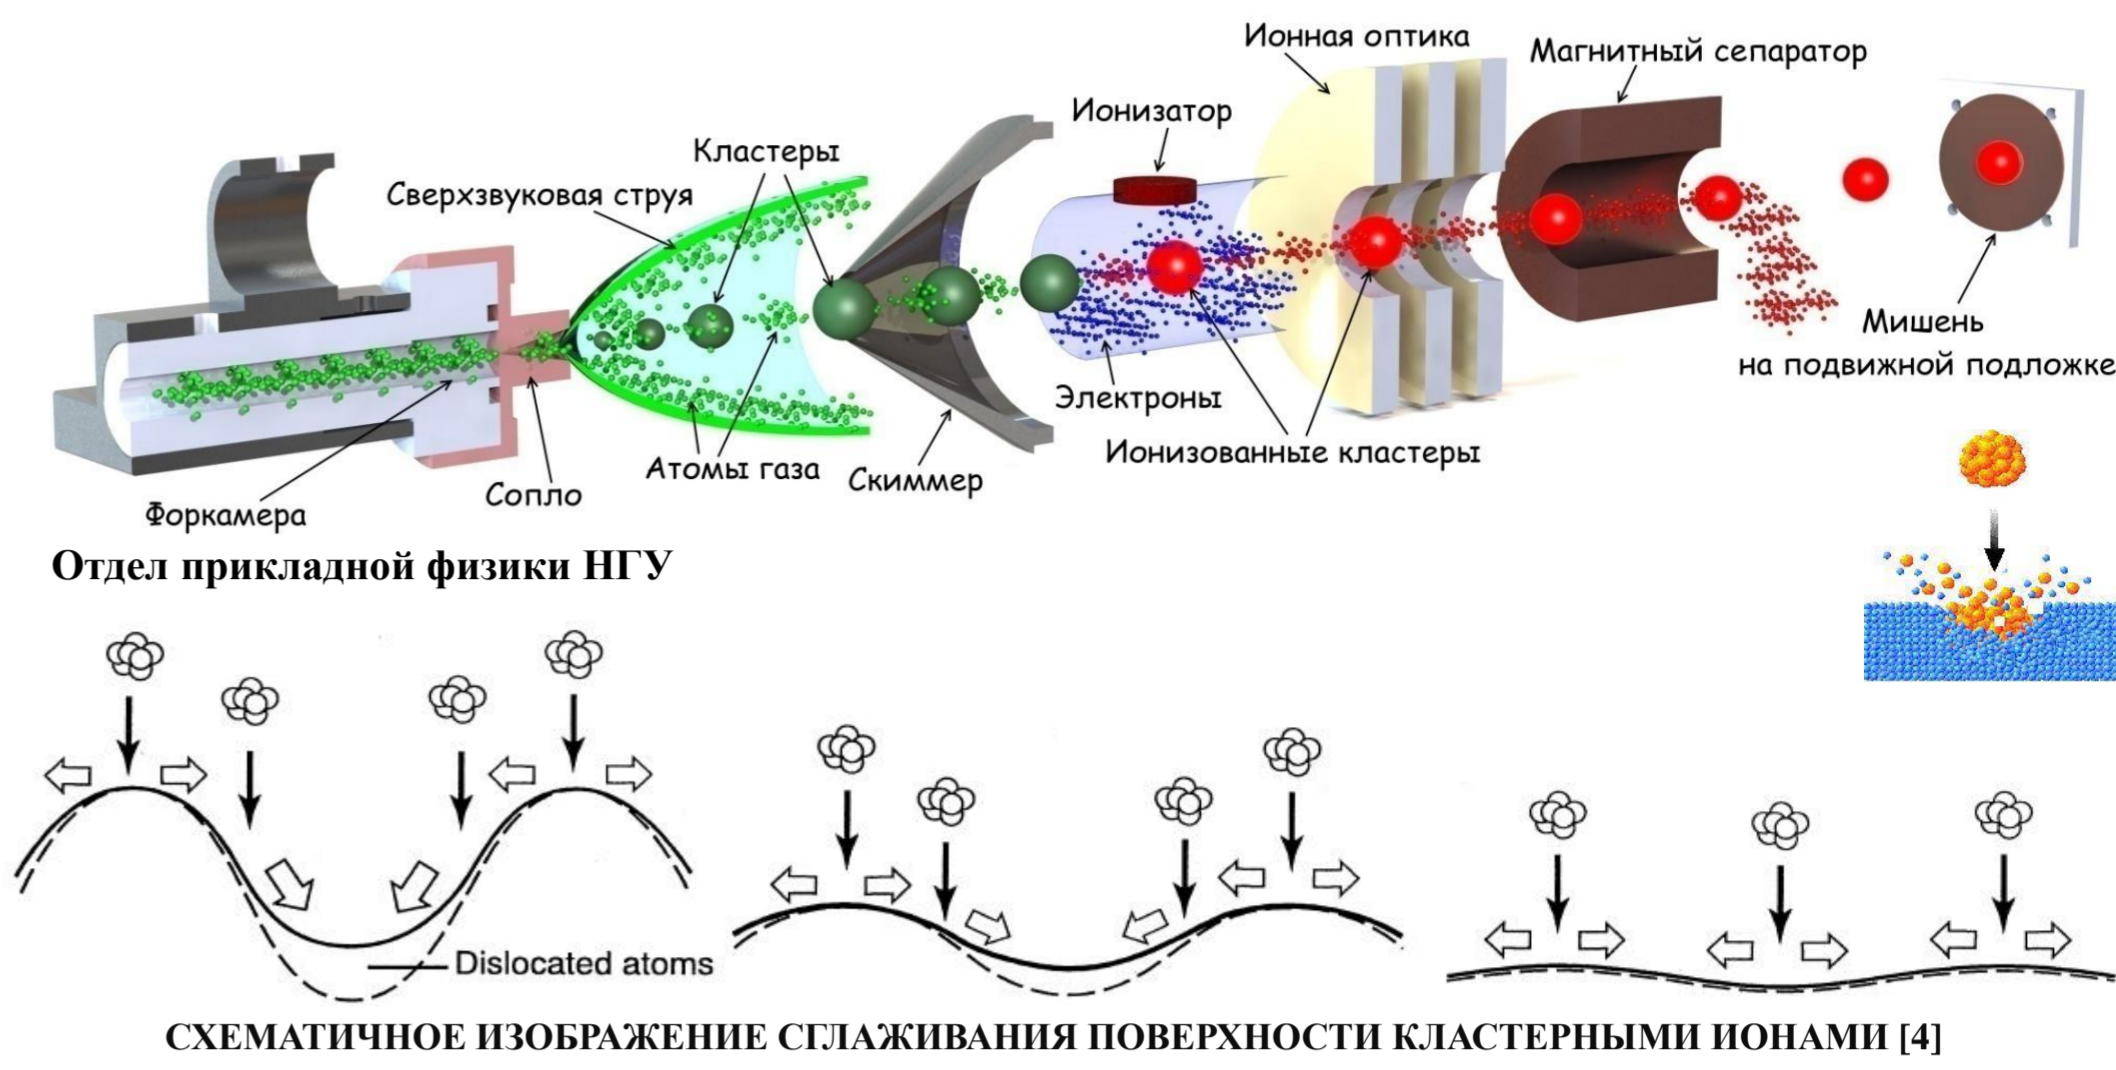 Ионная оптика
Магнитный сепаратор
Ионизатор
Кластеры
Сверхзвуковая струя
Мишень
на подвижной подложке
Электроны
Ионизованные кластеры
Атомы газа
Скиммер
Сопло
Форкамера
Отдел прикладной физики НГУ
Dislocated atoms
СХЕМАТИЧНОЕ ИЗОБРАЖЕНИЕ СГЛАЖИВАНИЯ ПОВЕРХНОСТИ КЛАСТЕРНЫМИ ИОНАМИ [4]